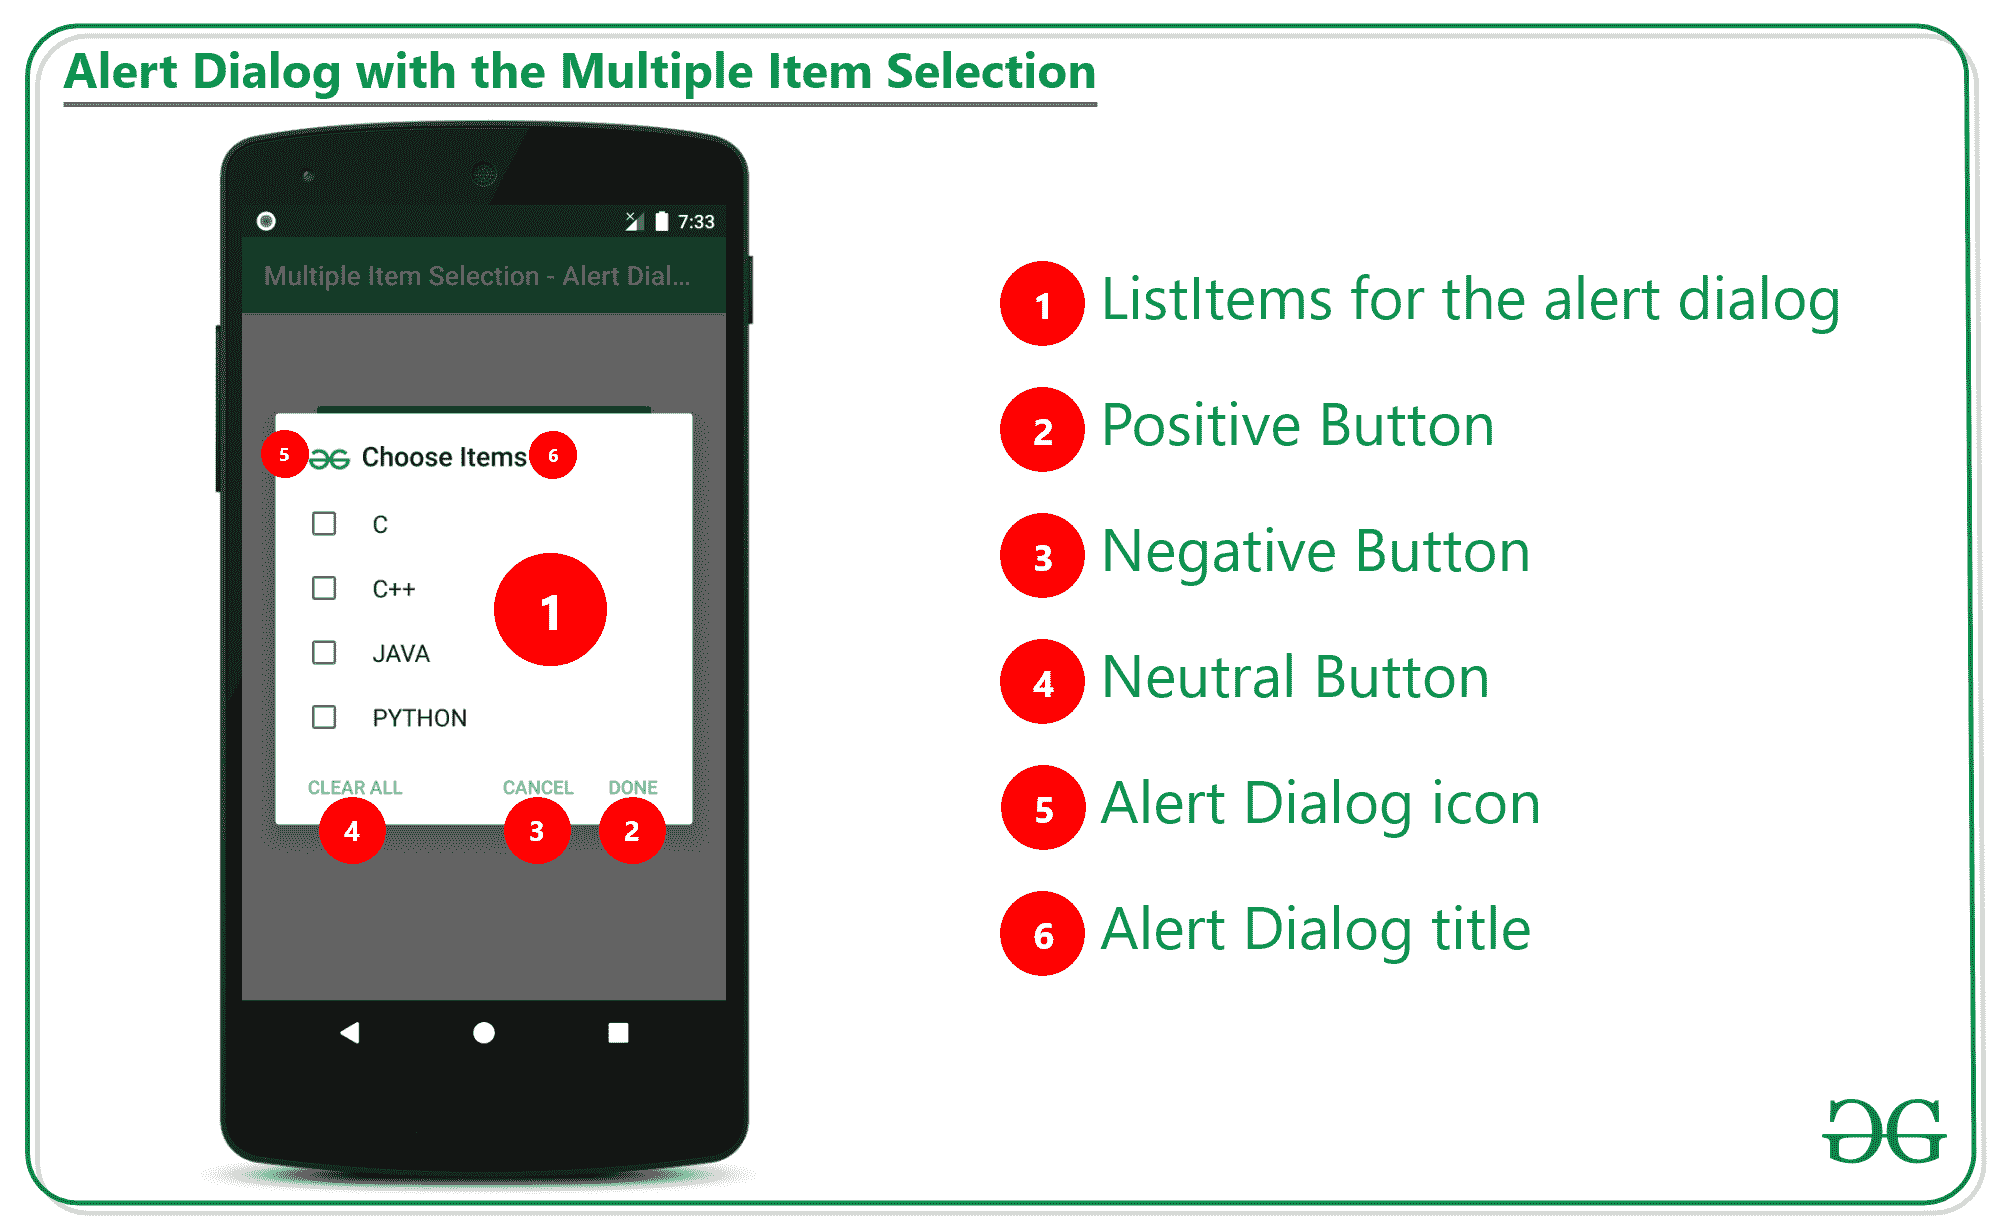 Alert Dialog with the Multiple Item Selection
7:33
Multiple Item Selection - Alert Dial...
5 Choose Items 6
C
C++
1
JAVA
PYTHON
CLEAR ALL CANCEL DONE
4 3 2
1 ListItems for the alert dialog
2 Positive Button
3 Negative Button
4 Neutral Button
5 Alert Dialog icon
6 Alert Dialog title